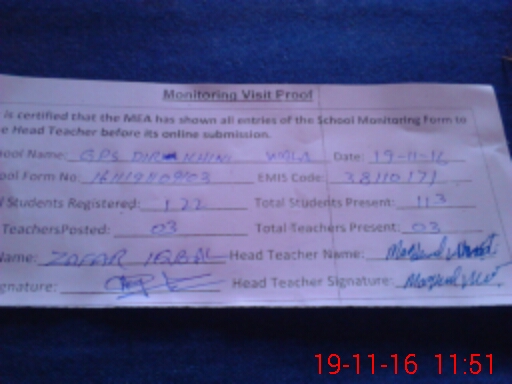 Monitoring Visit Proof
is certified that the MEA has shown all entries of the School Monitoring Form to
e Head Teacher before its online submission.
ool Name: GPS WALA Date: 19-11-16
ool Form No: EMIS Code: 38110171
l Students Registered: 122 Total Students Present: 113
TeachersPosted: 03 Total Teachers Present: 03
Name: ZAFAR IQBAL Head Teacher Name:
gnature: Head Teacher Signature:
19-11-16 11:51